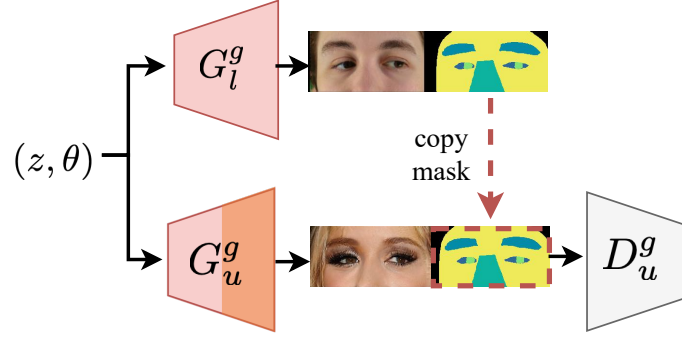 G_l^g
(z, θ)
copy
mask
G_u^g
D_u^g